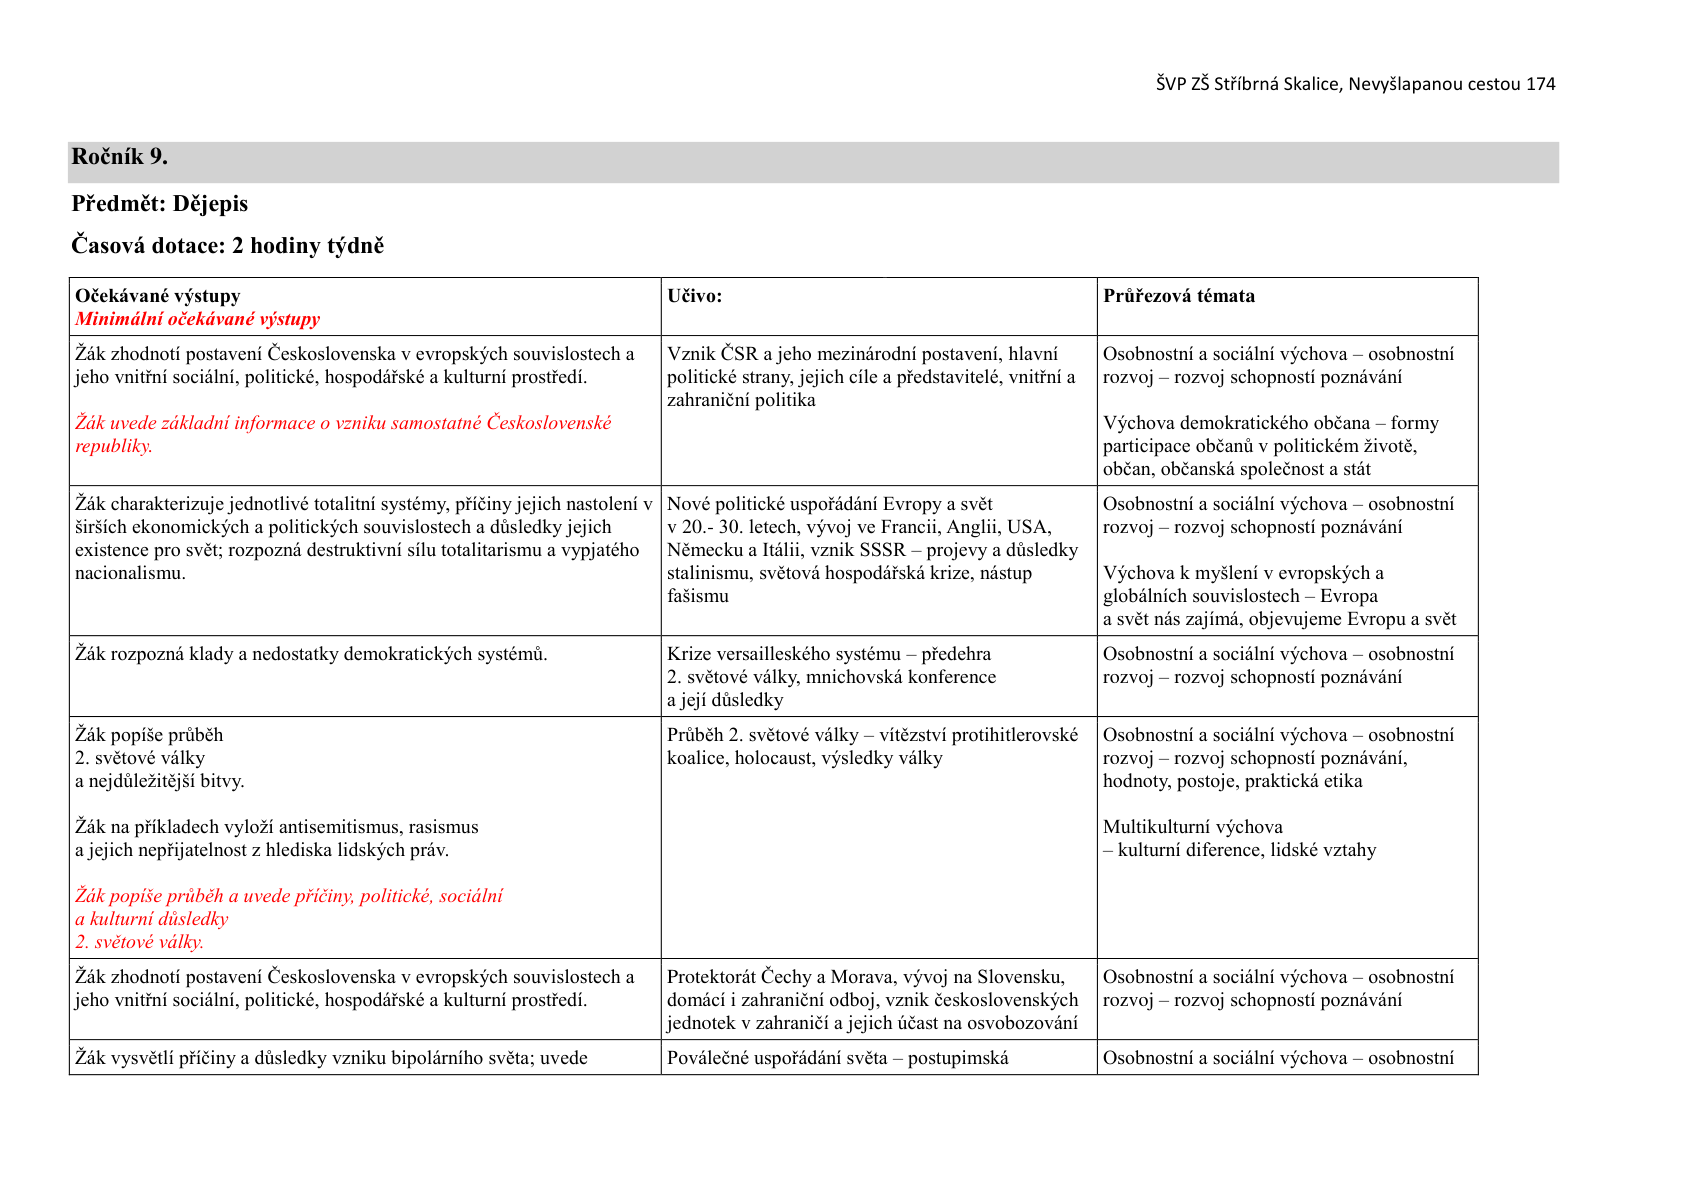 ŠVP ZŠ Stříbrná Skalice, Nevyšlapanou cestou 174
Ročník 9.
Předmět: Dějepis
Časová dotace: 2 hodiny týdně
Očekávané výstupy
Minimální očekávané výstupy
Učivo:
Průřezová témata
Žák zhodnotí postavení Československa v evropských souvislostech a
jeho vnitřní sociální, politické, hospodářské a kulturní prostředí.
Žák uvede základní informace o vzniku samostatné Československé
republiky.
Vznik ČSR a jeho mezinárodní postavení, hlavní
politické strany, jejich cíle a představitelé, vnitřní a
zahraniční politika
Osobnostní a sociální výchova – osobnostní
rozvoj – rozvoj schopností poznávání
Výchova demokratického občana – formy
participace občanů v politickém životě,
občan, občanská společnost a stát
Žák charakterizuje jednotlivé totalitní systémy, příčiny jejich nastolení v
širších ekonomických a politických souvislostech a důsledky jejich
existence pro svět; rozpozná destruktivní sílu totalitarismu a vypjatého
nacionalismu.
Nové politické uspořádání Evropy a svět
v 20.- 30. letech, vývoj ve Francii, Anglii, USA,
Německu a Itálii, vznik SSSR – projevy a důsledky
stalinismu, světová hospodářská krize, nástup
fašismu
Osobnostní a sociální výchova – osobnostní
rozvoj – rozvoj schopností poznávání
Výchova k myšlení v evropských a
globálních souvislostech – Evropa
a svět nás zajímá, objevujeme Evropu a svět
Žák rozpozná klady a nedostatky demokratických systémů.
Krize versailleského systému – předehra
2. světové války, mnichovská konference
a její důsledky
Osobnostní a sociální výchova – osobnostní
rozvoj – rozvoj schopností poznávání
Žák popíše průběh
2. světové války
a nejdůležitější bitvy.
Žák na příkladech vyloží antisemitismus, rasismus
a jejich nepřijatelnost z hlediska lidských práv.
Žák popíše průběh a uvede příčiny, politické, sociální
a kulturní důsledky
2. světové války.
Průběh 2. světové války – vítězství protihitlerovské
koalice, holocaust, výsledky války
Osobnostní a sociální výchova – osobnostní
rozvoj – rozvoj schopností poznávání,
hodnoty, postoje, praktická etika
Multikulturní výchova
– kulturní diference, lidské vztahy
Žák zhodnotí postavení Československa v evropských souvislostech a
jeho vnitřní sociální, politické, hospodářské a kulturní prostředí.
Protektorát Čechy a Morava, vývoj na Slovensku,
domácí i zahraniční odboj, vznik československých
jednotek v zahraničí a jejich účast na osvobozování
Osobnostní a sociální výchova – osobnostní
rozvoj – rozvoj schopností poznávání
Žák vysvětlí příčiny a důsledky vzniku bipolárního světa; uvede
Poválečné uspořádání světa – postupimská
Osobnostní a sociální výchova – osobnostní